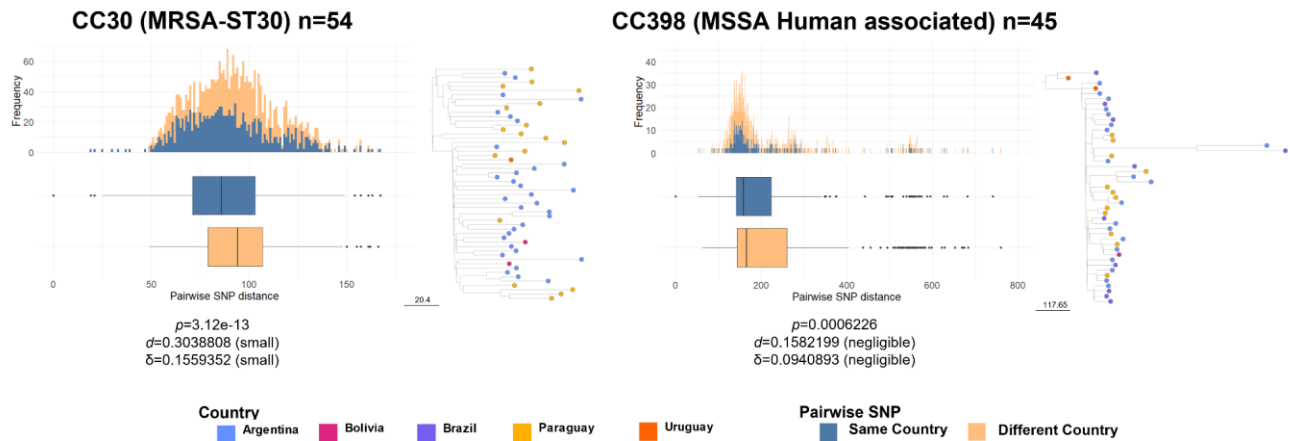 CC30 (MRSA-ST30) n=54
CC398 (MSSA Human associated) n=45
Frequency
60
40
20
0
0
50
100
150
Pairwise SNP distance
20.4
p=3.12e-13
d=0.3038808 (small)
δ=0.1559352 (small)
Frequency
40
30
20
10
0
0
200
400
600
800
Pairwise SNP distance
117.65
p=0.0006226
d=0.1582199 (negligible)
δ=0.0940893 (negligible)
Country
Argentina
Bolivia
Brazil
Paraguay
Uruguay
Pairwise SNP
Same Country
Different Country